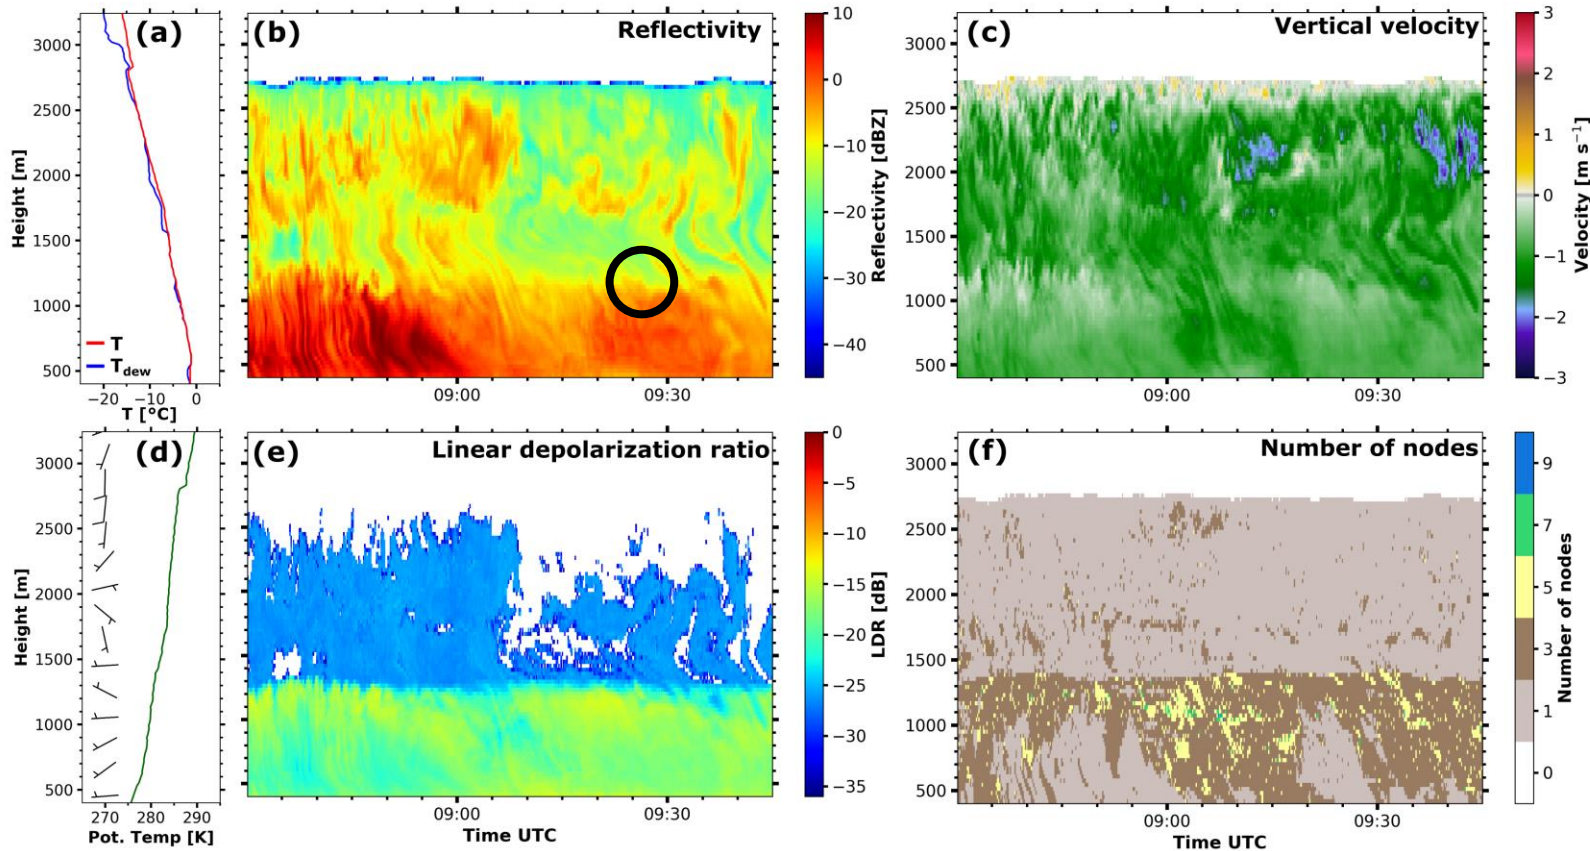 (a)
Height [m]
3000
2500
2000
1500
1000
500
T
Tdew
−20 −10 0
T [°C]
(b) Reflectivity
09:00 09:30
10
0
−10
−20
−30
−40
Reflectivity [dBZ]
(c) Vertical velocity
3000
2500
2000
1500
1000
500
09:00 09:30
3
2
1
0
−1
−2
−3
Velocity [m s⁻¹]
(d)
Height [m]
3000
2500
2000
1500
1000
500
270 280 290
Pot. Temp [K]
(e) Linear depolarization ratio
09:00 09:30
Time UTC
0
−5
−10
−15
−20
−25
−30
−35
LDR [dB]
(f) Number of nodes
3000
2500
2000
1500
1000
500
09:00 09:30
Time UTC
9
7
5
3
1
0
Number of nodes